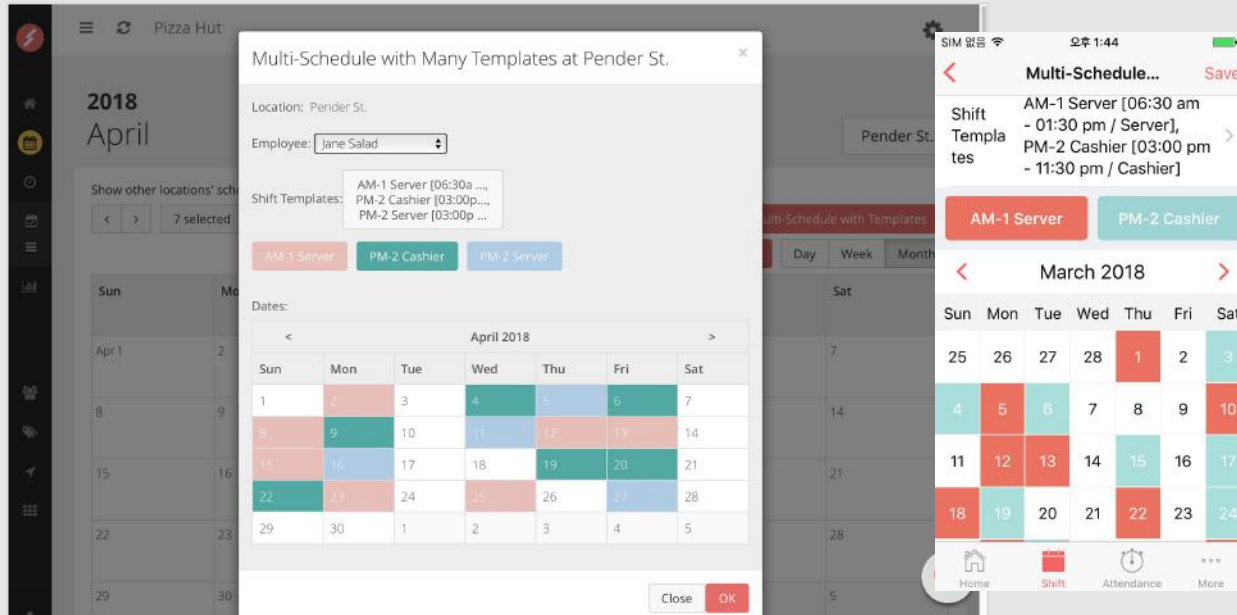 Pizza Hut
2018
April
Pender St.
Show other locations' sch
< > 7 selected
Multi-Schedule with Templates
Day Week Month
Sun Mo Sat
Apr 1 2 7
8 9 14
15 16 21
22 23 28
29 30 5
Multi-Schedule with Many Templates at Pender St. ×
Location: Pender St.
Employee: Jane Salad
Shift Templates: AM-1 Server [06:30a ...,
PM-2 Cashier [03:00p...,
PM-2 Server [03:00p ...
AM-1 Server PM-2 Cashier PM-2 Server
Dates:
< April 2018 >
Sun Mon Tue Wed Thu Fri Sat
1 2 3 4 5 6 7
8 9 10 11 12 13 14
15 16 17 18 19 20 21
22 23 24 25 26 27 28
29 30 1 2 3 4 5
Close OK
SIM 없음 오후 1:44
< Multi-Schedule... Save
Shift
Templa
tes
AM-1 Server [06:30 am
- 01:30 pm / Server],
PM-2 Cashier [03:00 pm
- 11:30 pm / Cashier]
AM-1 Server PM-2 Cashier
< March 2018 >
Sun Mon Tue Wed Thu Fri Sat
25 26 27 28 1 2 3
4 5 6 7 8 9 10
11 12 13 14 15 16 17
18 19 20 21 22 23 24
Home Shift Attendance More